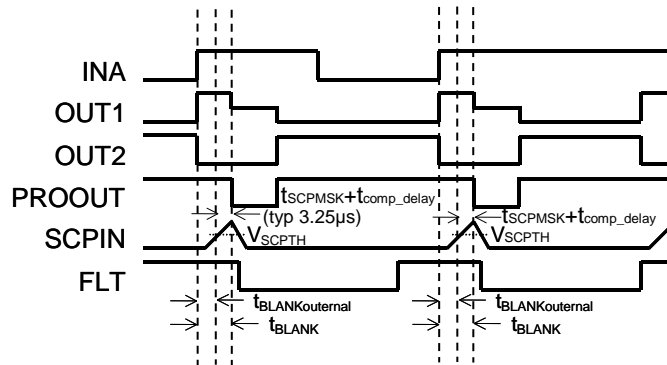 INA
OUT1
OUT2
PROOUT
tSCPMSK+tcomp_delay
(typ 3.25µs)
tSCPMSK+tcomp_delay
SCPIN
VSCPTH
VSCPTH
FLT
tBLANKouternal
tBLANKouternal
tBLANK
tBLANK